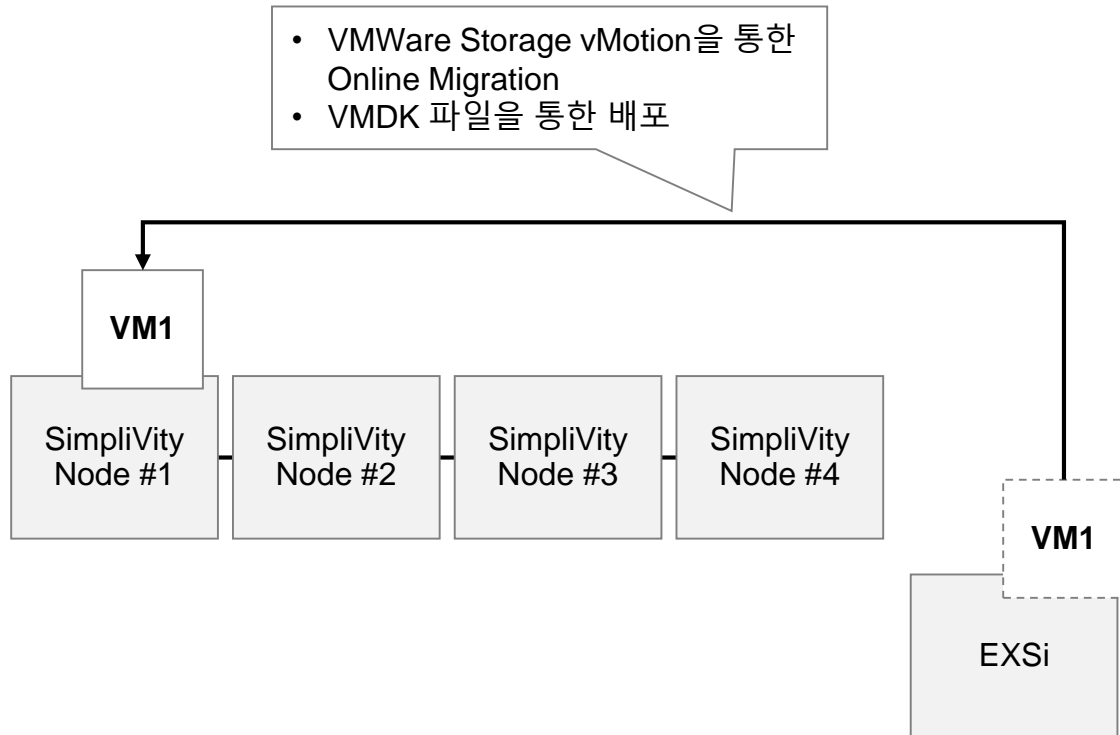 • VMWare Storage vMotion을 통한
Online Migration
• VMDK 파일을 통한 배포
VM1
SimpliVity
Node #1
SimpliVity
Node #2
SimpliVity
Node #3
SimpliVity
Node #4
VM1
EXSi